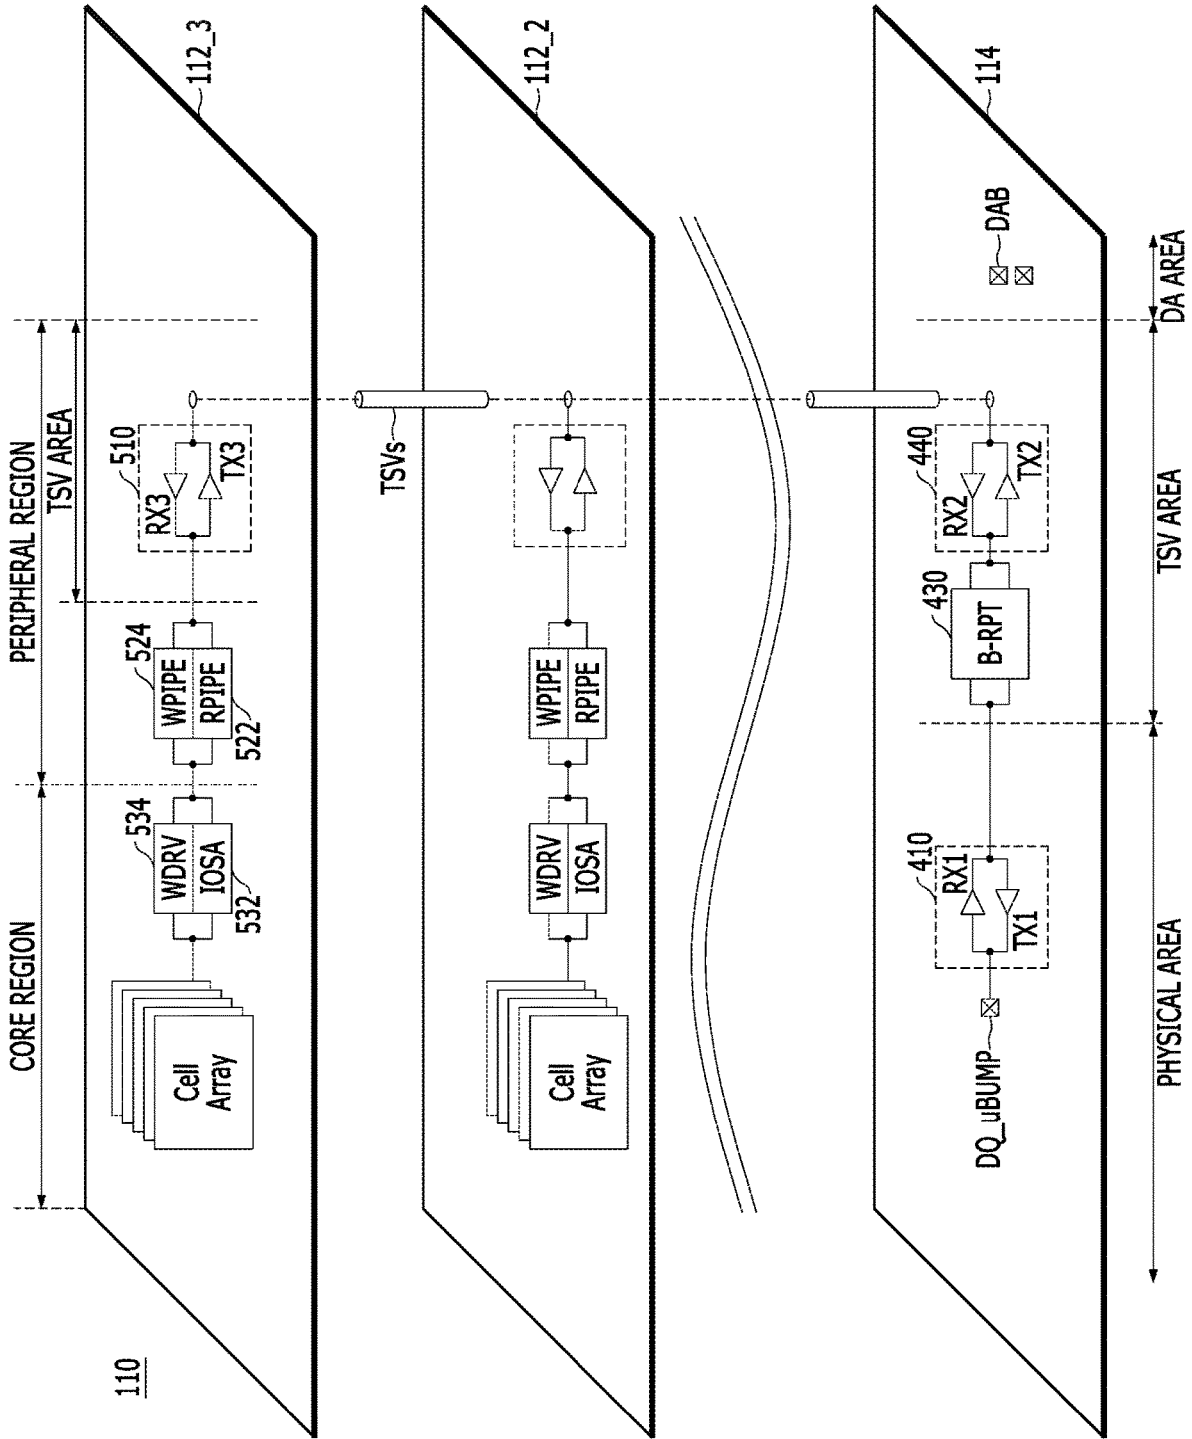 110
CORE REGION
PERIPHERAL REGION
TSV AREA
112_3
Cell
Array
534
WDRV
IOSA
532
524
WPIPE
RPIPE
522
510
RX3
TX3
TSVs
112_2
Cell
Array
WDRV
IOSA
WPIPE
RPIPE
114
DQ_uBUMP
410
RX1
TX1
430
B-RPT
440
RX2
TX2
DAB
PHYSICAL AREA
TSV AREA
DA AREA